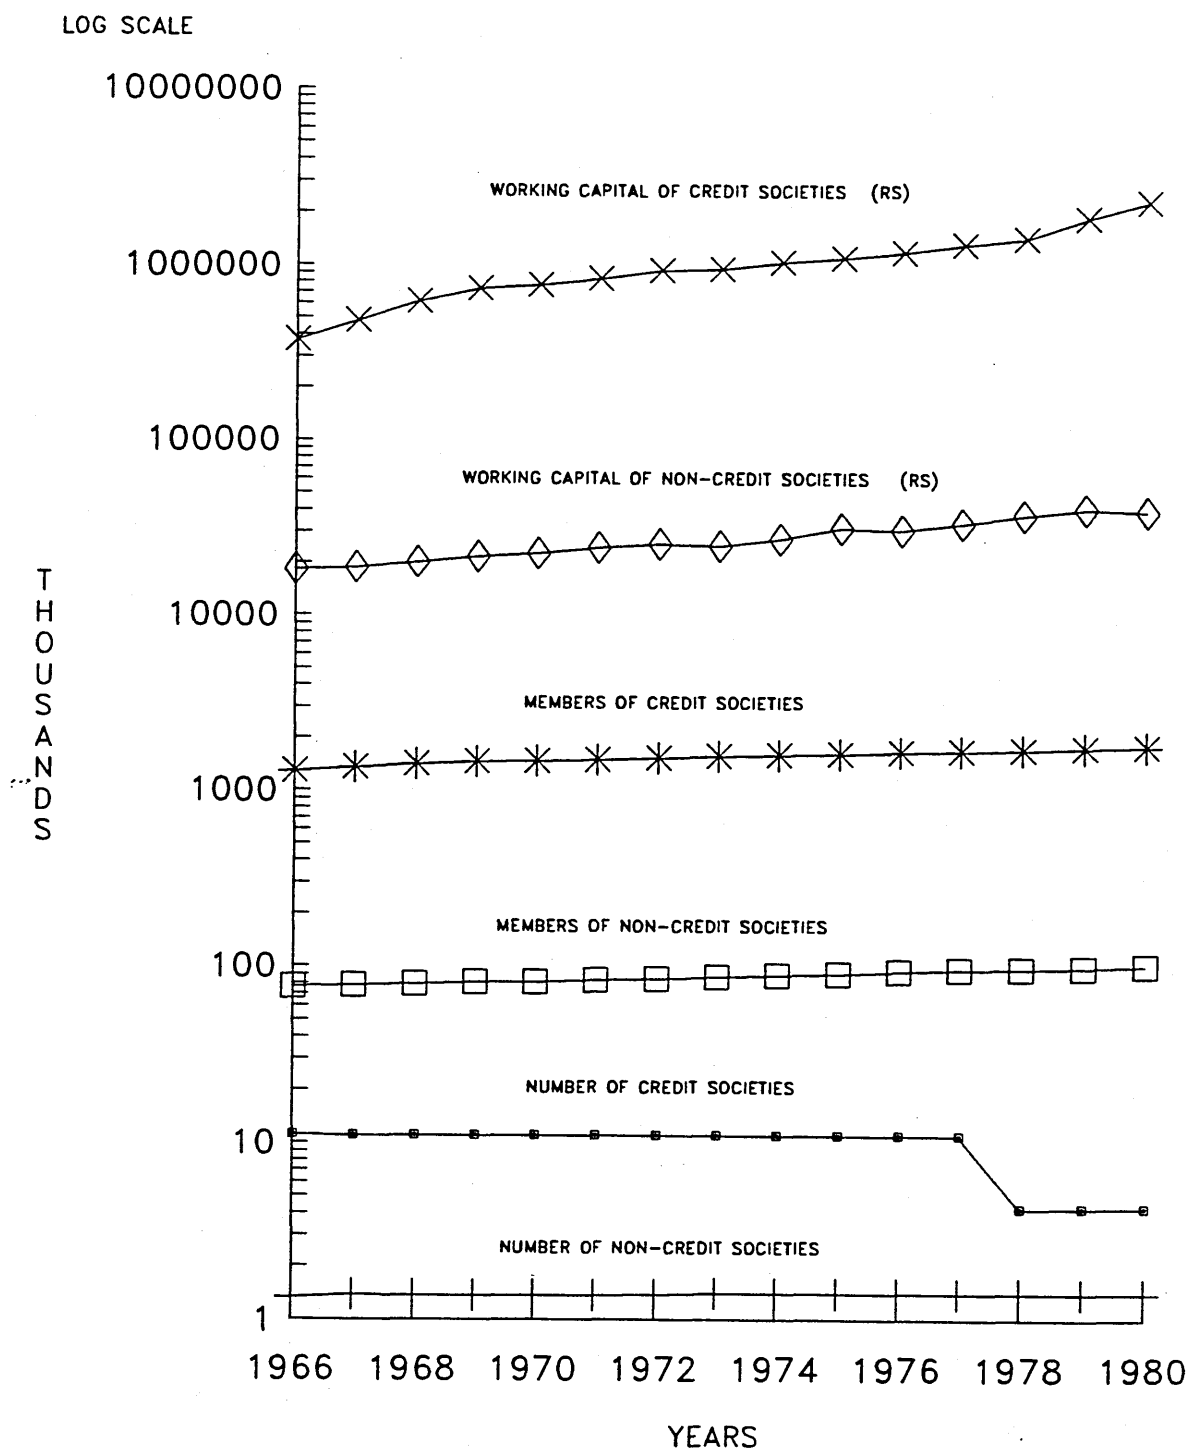 LOG SCALE
10000000
WORKING CAPITAL OF CREDIT SOCIETIES (RS)
1000000
100000
WORKING CAPITAL OF NON-CREDIT SOCIETIES (RS)
THOUSANDS
10000
MEMBERS OF CREDIT SOCIETIES
1000
MEMBERS OF NON-CREDIT SOCIETIES
100
NUMBER OF CREDIT SOCIETIES
10
NUMBER OF NON-CREDIT SOCIETIES
1
1966 1968 1970 1972 1974 1976 1978 1980
YEARS